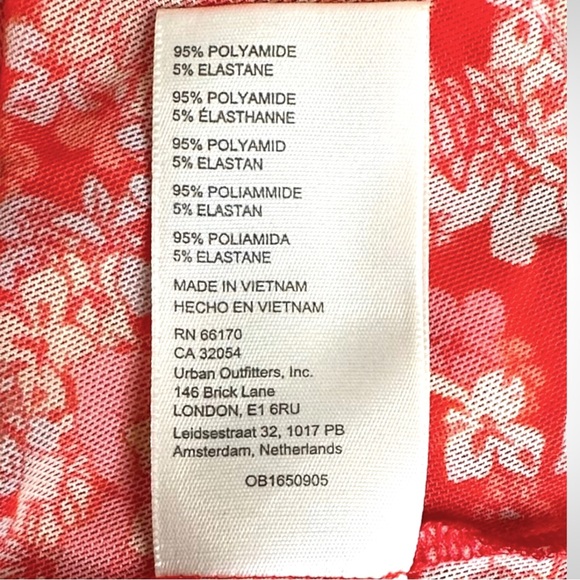 95% POLYAMIDE
5% ELASTANE
95% POLYAMIDE
5% ÉLASTHANNE
95% POLYAMID
5% ELASTAN
95% POLIAMMIDE
5% ELASTAN
95% POLIAMIDA
5% ELASTANE
MADE IN VIETNAM
HECHO EN VIETNAM
RN 66170
CA 32054
Urban Outfitters, Inc.
146 Brick Lane
LONDON, E1 6RU
Leidsestraat 32, 1017 PB
Amsterdam, Netherlands
OB1650905